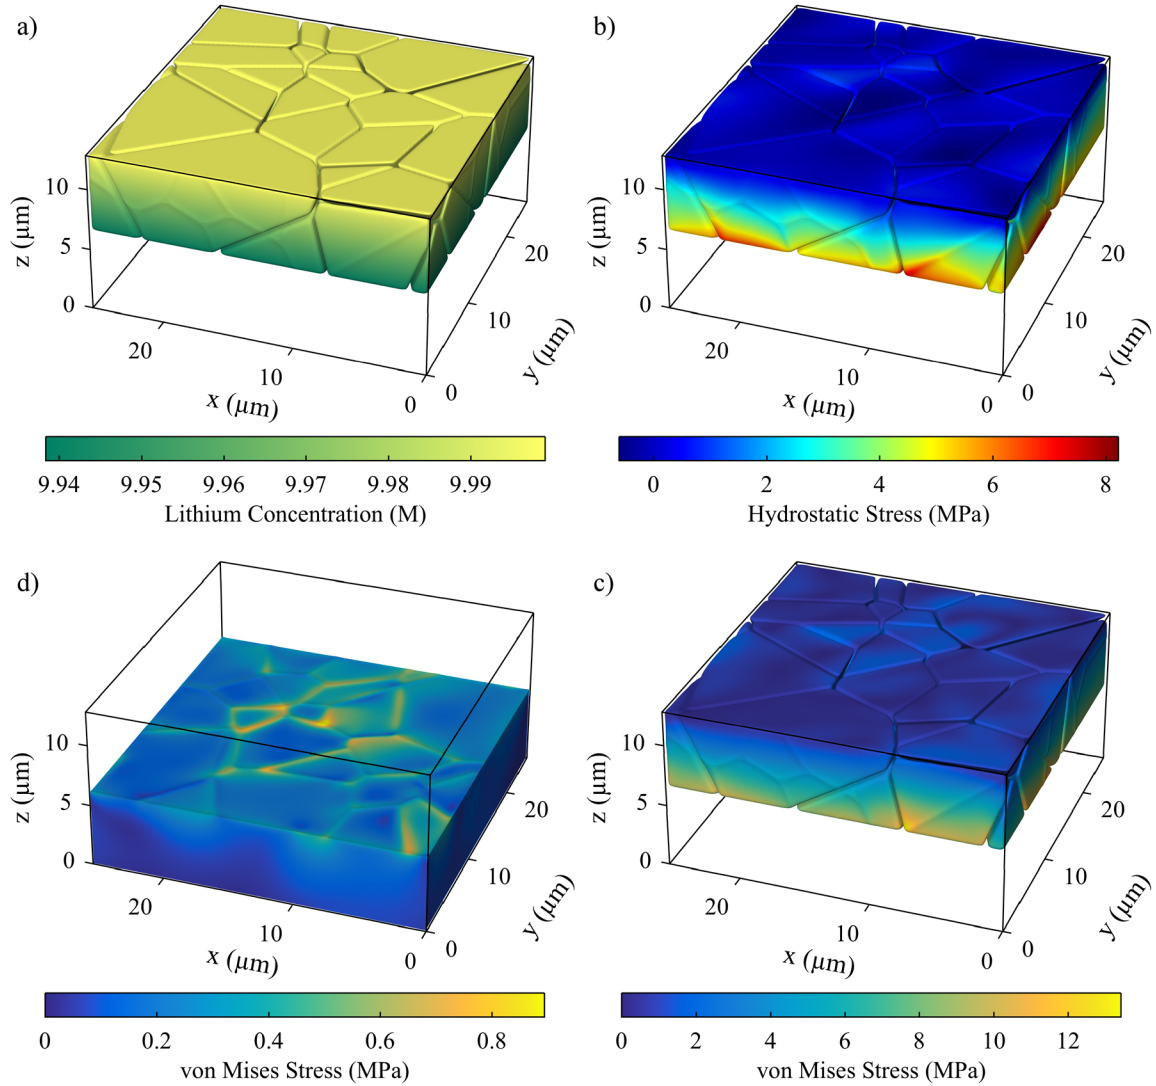 a)
z (µm)
10
5
0
20
10
0
x (µm)
20
10
0
y (µm)
9.94 9.95 9.96 9.97 9.98 9.99
Lithium Concentration (M)
b)
z (µm)
10
5
0
20
10
0
x (µm)
20
10
0
y (µm)
0 2 4 6 8
Hydrostatic Stress (MPa)
d)
z (µm)
10
5
0
20
10
0
x (µm)
20
10
0
y (µm)
0 0.2 0.4 0.6 0.8
von Mises Stress (MPa)
c)
z (µm)
10
5
0
20
10
0
x (µm)
20
10
0
y (µm)
0 2 4 6 8 10 12
von Mises Stress (MPa)